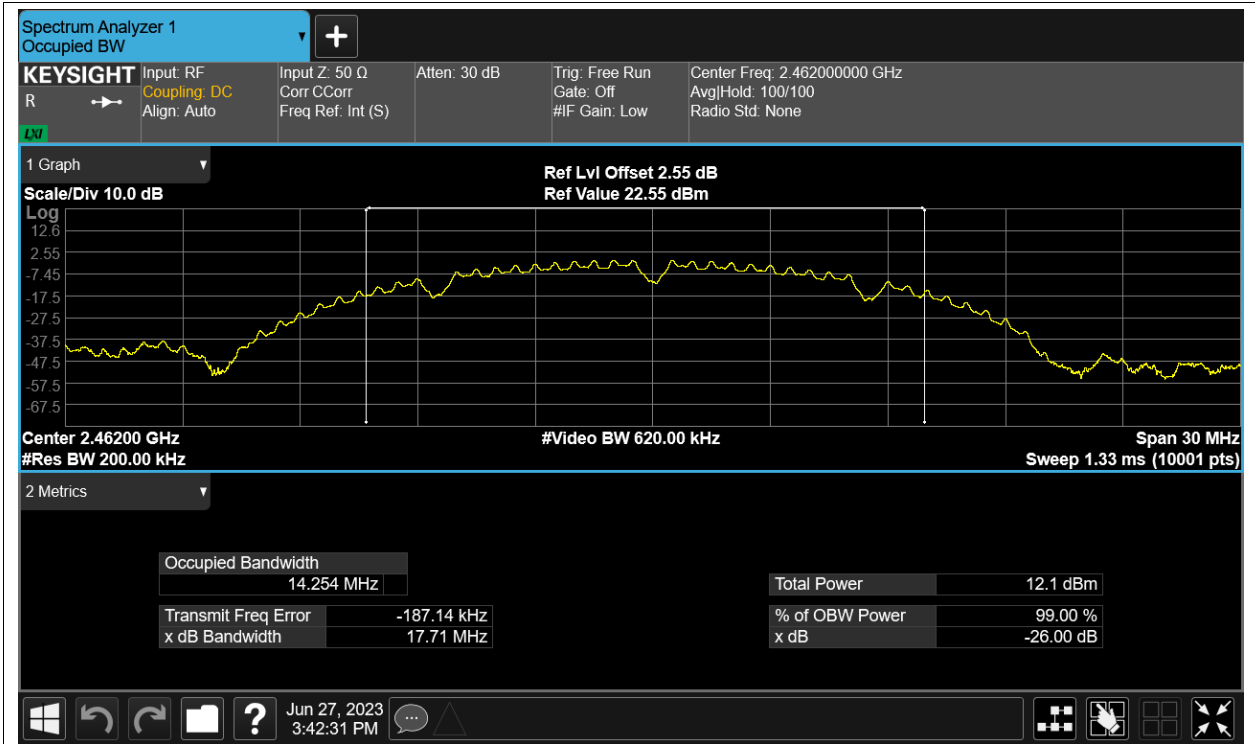 Spectrum Analyzer 1
Occupied BW
KEYSIGHT
R
LXI
Input: RF
Coupling: DC
Align: Auto
Input Z: 50 Ω
Corr CCorr
Freq Ref: Int (S)
Atten: 30 dB
Trig: Free Run
Gate: Off
#IF Gain: Low
Center Freq: 2.462000000 GHz
Avg|Hold: 100/100
Radio Std: None
1 Graph
Scale/Div 10.0 dB
Ref Lvl Offset 2.55 dB
Ref Value 22.55 dBm
Log
12.6
2.55
-7.45
-17.5
-27.5
-37.5
-47.5
-57.5
-67.5
Center 2.46200 GHz
#Video BW 620.00 kHz
Span 30 MHz
#Res BW 200.00 kHz
Sweep 1.33 ms (10001 pts)
2 Metrics
Occupied Bandwidth
14.254 MHz
Transmit Freq Error -187.14 kHz
x dB Bandwidth 17.71 MHz
Total Power 12.1 dBm
% of OBW Power 99.00 %
x dB -26.00 dB
?
Jun 27, 2023
3:42:31 PM